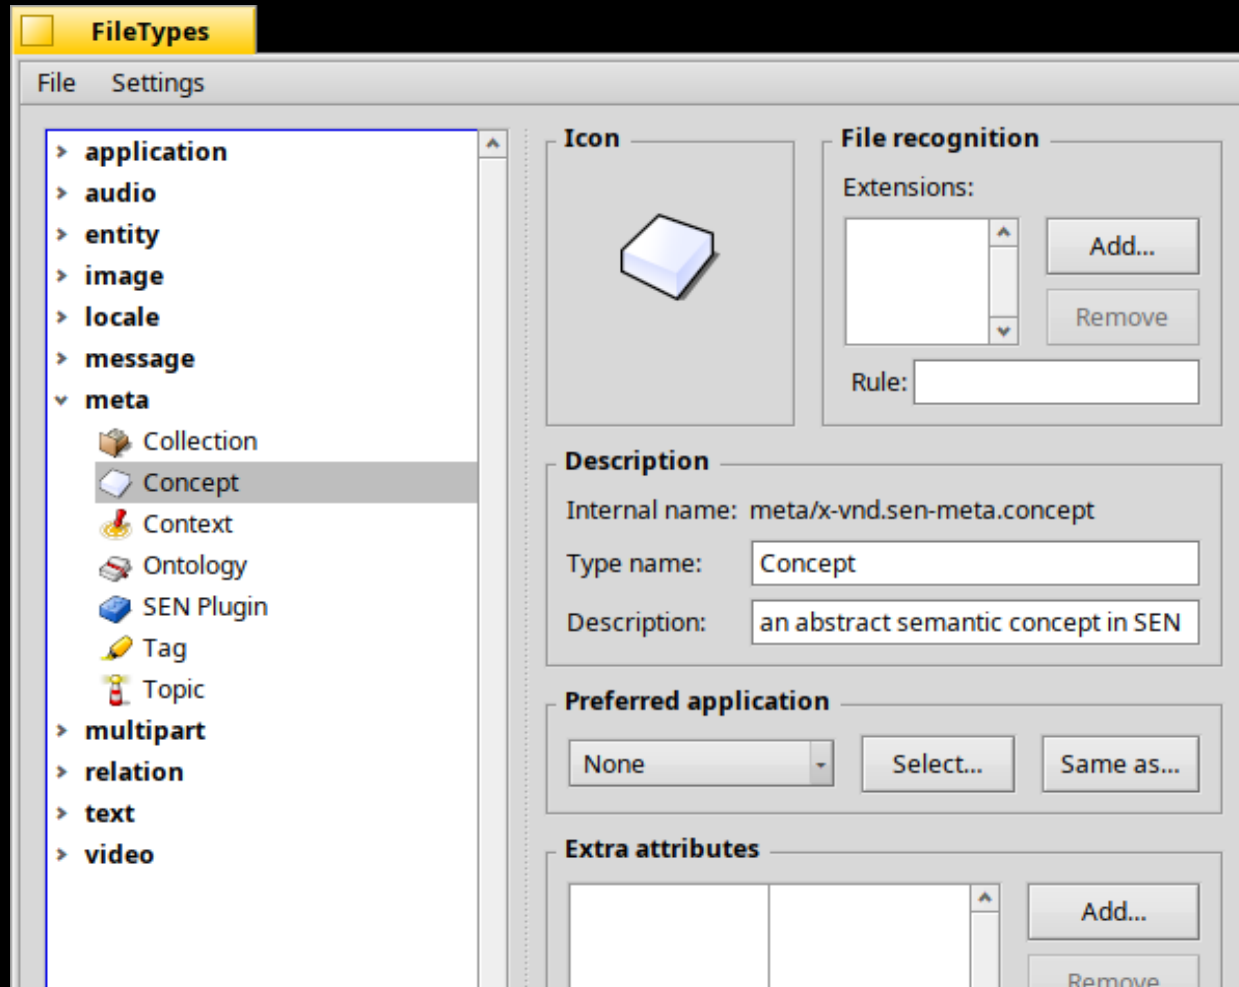 FileTypes
File Settings
application
audio
entity
image
locale
message
meta
Collection
Concept
Context
Ontology
SEN Plugin
Tag
Topic
multipart
relation
text
video
Icon
File recognition
Extensions:
Add...
Remove
Rule:
Description
Internal name: meta/x-vnd.sen-meta.concept
Type name: Concept
Description: an abstract semantic concept in SEN
Preferred application
None Select... Same as...
Extra attributes
Add...
Remove